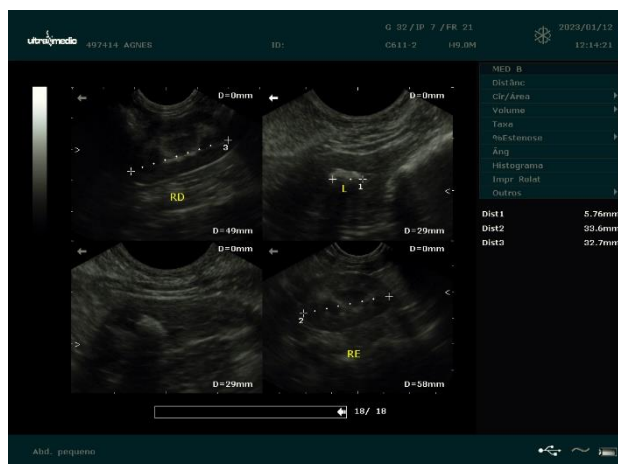 G 32/IP 7 /FR 21
2023/01/12
ultramedic
497414 AGNES
ID:
C611-2
H9.0M
12:14:21
MED B
Distânc
Cir/Área
Volume
Taxa
%Estenose
Âng
Histograma
Impr Relat
Outros
D=0mm
3
RD
D=49mm
D=0mm
L
1
D=29mm
Dist1 5.76mm
Dist2 33.6mm
Dist3 32.7mm
D=0mm
D=29mm
D=0mm
2
RE
D=58mm
18/ 18
Abd. pequeno